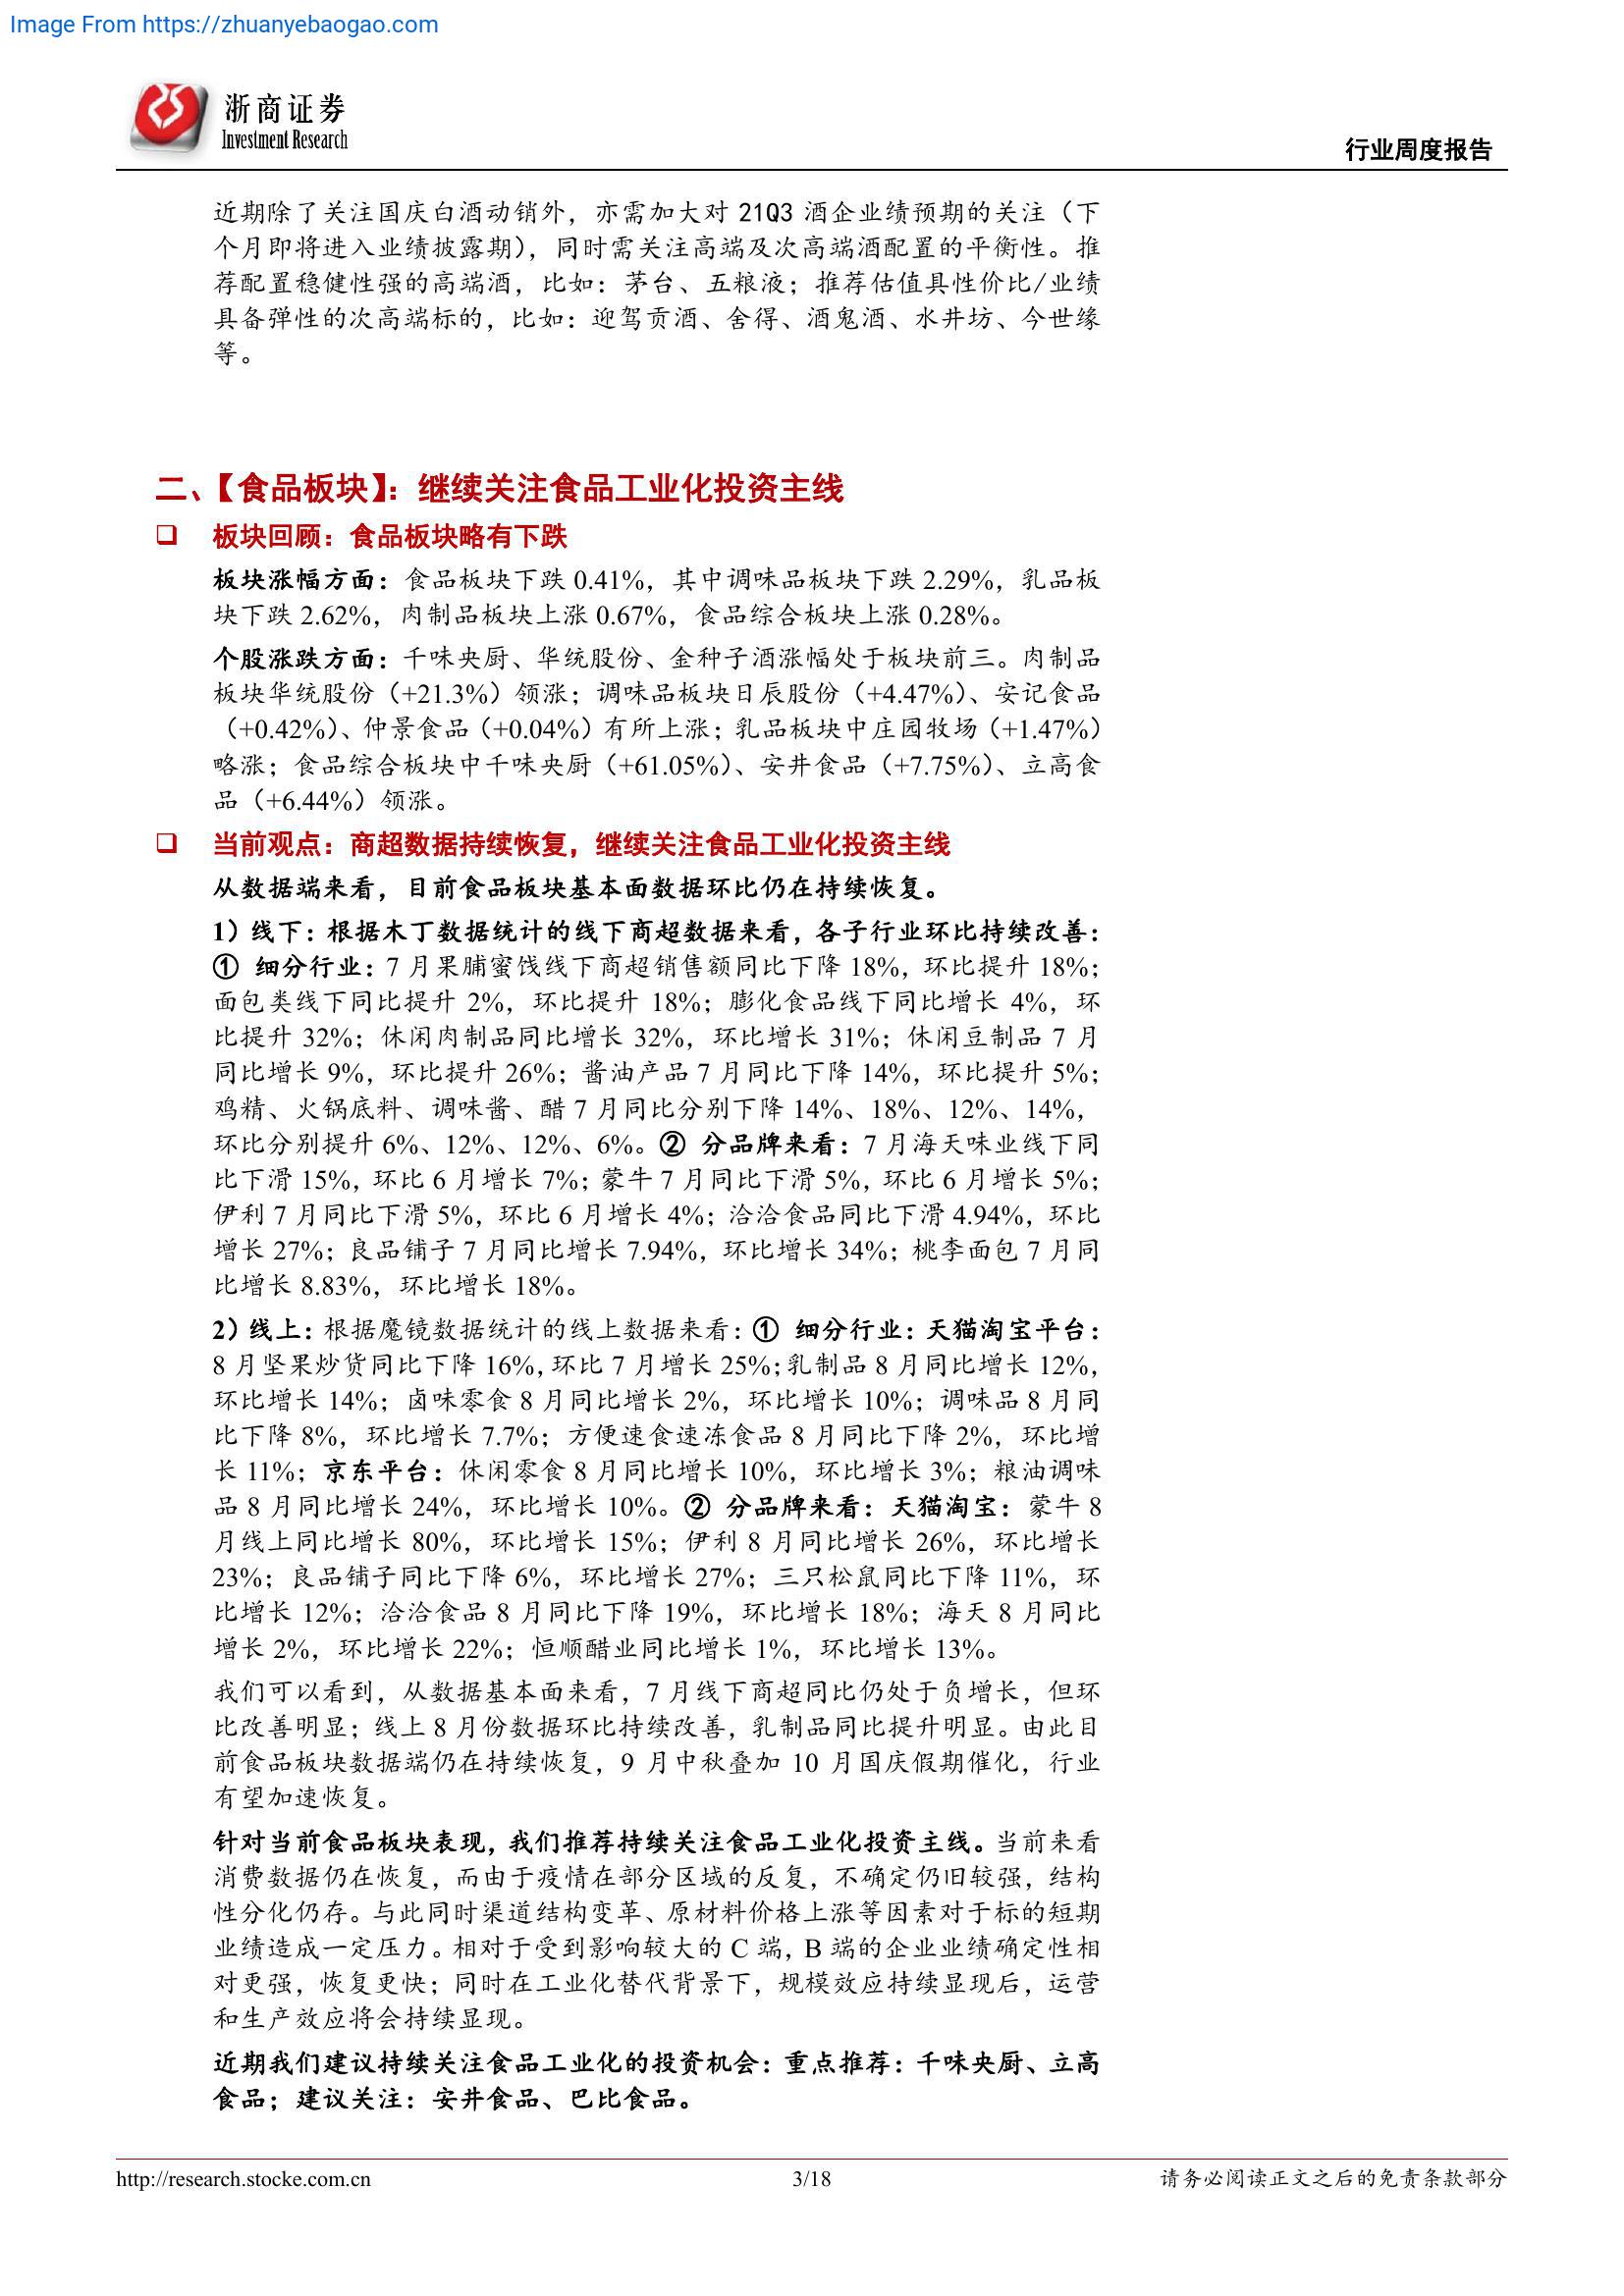 Image From https://zhuanyebaogao.com
浙商证券
Investment Research
行业周度报告
近期除了关注国庆白酒动销外，亦需加大对 21Q3 酒企业绩预期的关注（下
个月即将进入业绩披露期），同时需关注高端及次高端酒配置的平衡性。推
荐配置稳健性强的高端酒，比如：茅台、五粮液；推荐估值具性价比/业绩
具备弹性的次高端标的，比如：迎驾贡酒、舍得、酒鬼酒、水井坊、今世缘
等。
二、【食品板块】：继续关注食品工业化投资主线
❑ 板块回顾：食品板块略有下跌
板块涨幅方面：食品板块下跌 0.41%，其中调味品板块下跌 2.29%，乳品板
块下跌 2.62%，肉制品板块上涨 0.67%，食品综合板块上涨 0.28%。
个股涨跌方面：千味央厨、华统股份、金种子酒涨幅处于板块前三。肉制品
板块华统股份（+21.3%）领涨；调味品板块日辰股份（+4.47%）、安记食品
（+0.42%）、仲景食品（+0.04%）有所上涨；乳品板块中庄园牧场（+1.47%）
略涨；食品综合板块中千味央厨（+61.05%）、安井食品（+7.75%）、立高食
品（+6.44%）领涨。
❑ 当前观点：商超数据持续恢复，继续关注食品工业化投资主线
从数据端来看，目前食品板块基本面数据环比仍在持续恢复。
1）线下：根据木丁数据统计的线下商超数据来看，各子行业环比持续改善：
① 细分行业：7 月果脯蜜饯线下商超销售额同比下降 18%，环比提升 18%；
面包类线下同比提升 2%，环比提升 18%；膨化食品线下同比增长 4%，环
比提升 32%；休闲肉制品同比增长 32%，环比增长 31%；休闲豆制品 7 月
同比增长 9%，环比提升 26%；酱油产品 7 月同比下降 14%，环比提升 5%；
鸡精、火锅底料、调味酱、醋 7 月同比分别下降 14%、18%、12%、14%，
环比分别提升 6%、12%、12%、6%。② 分品牌来看：7 月海天味业线下同
比下滑 15%，环比 6 月增长 7%；蒙牛 7 月同比下滑 5%，环比 6 月增长 5%；
伊利 7 月同比下滑 5%，环比 6 月增长 4%；洽洽食品同比下滑 4.94%，环比
增长 27%；良品铺子 7 月同比增长 7.94%，环比增长 34%；桃李面包 7 月同
比增长 8.83%，环比增长 18%。
2）线上：根据魔镜数据统计的线上数据来看：① 细分行业：天猫淘宝平台：
8 月坚果炒货同比下降 16%，环比 7 月增长 25%；乳制品 8 月同比增长 12%，
环比增长 14%；卤味零食 8 月同比增长 2%，环比增长 10%；调味品 8 月同
比下降 8%，环比增长 7.7%；方便速食速冻食品 8 月同比下降 2%，环比增
长 11%；京东平台：休闲零食 8 月同比增长 10%，环比增长 3%；粮油调味
品 8 月同比增长 24%，环比增长 10%。② 分品牌来看：天猫淘宝：蒙牛 8
月线上同比增长 80%，环比增长 15%；伊利 8 月同比增长 26%，环比增长
23%；良品铺子同比下降 6%，环比增长 27%；三只松鼠同比下降 11%，环
比增长 12%；洽洽食品 8 月同比下降 19%，环比增长 18%；海天 8 月同比
增长 2%，环比增长 22%；恒顺醋业同比增长 1%，环比增长 13%。
我们可以看到，从数据基本面来看，7 月线下商超同比仍处于负增长，但环
比改善明显；线上 8 月份数据环比持续改善，乳制品同比提升明显。由此目
前食品板块数据端仍在持续恢复，9 月中秋叠加 10 月国庆假期催化，行业
有望加速恢复。
针对当前食品板块表现，我们推荐持续关注食品工业化投资主线。当前来看
消费数据仍在恢复，而由于疫情在部分区域的反复，不确定仍旧较强，结构
性分化仍存。与此同时渠道结构变革、原材料价格上涨等因素对于标的短期
业绩造成一定压力。相对于受到影响较大的 C 端，B 端的企业业绩确定性相
对更强，恢复更快；同时在工业化替代背景下，规模效应持续显现后，运营
和生产效应将会持续显现。
近期我们建议持续关注食品工业化的投资机会：重点推荐：千味央厨、立高
食品；建议关注：安井食品、巴比食品。
http://research.stocke.com.cn
3/18
请务必阅读正文之后的免责条款部分